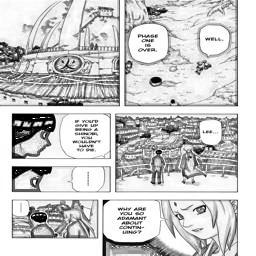 WELL,
PHASE
ONE
IS
OVER.
LEE...
IF YOU'D
GIVE UP
BEING A
SHINOBI,
YOU
WOULDN'T
HAVE
TO DIE.
WHY
ARE YOU
SO
ADAMANT
ABOUT
CONTIN-
UING?